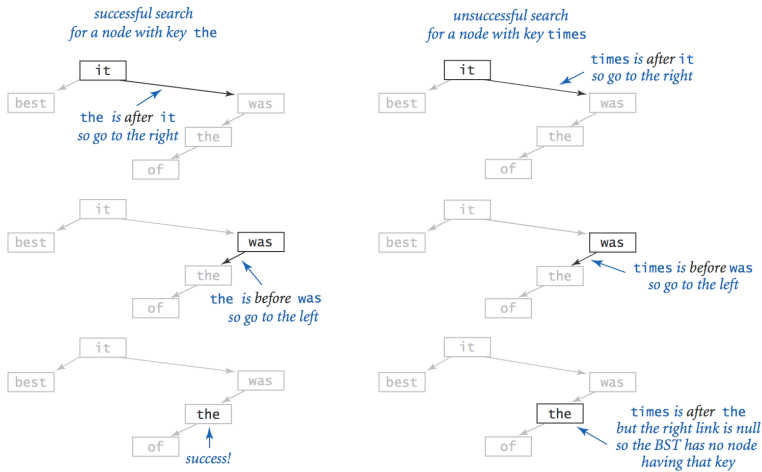 successful search
for a node with key the
it
best
was
the is after it
so go to the right
the
of
it
best
was
the
the is before was
so go to the left
of
it
best
was
the
of
success!
unsuccessful search
for a node with key times
times is after it
so go to the right
it
best
was
the
of
it
best
was
times is before was
so go to the left
the
of
it
best
was
the
times is after the
but the right link is null
so the BST has no node
having that key
of